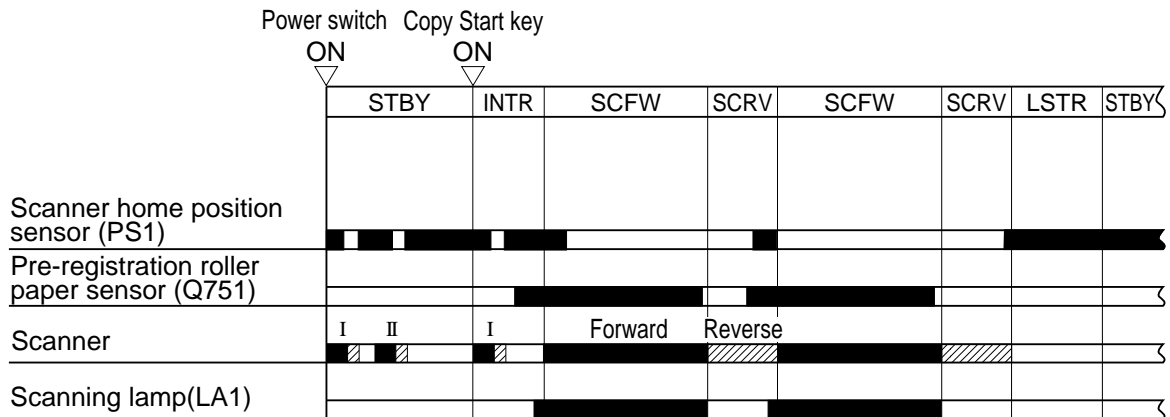 Power switch Copy Start key
ON ON
STBY INTR SCFW SCRV SCFW SCRV LSTR STBY
Scanner home position
sensor (PS1)
Pre-registration roller
paper sensor (Q751)
Scanner I II I Forward Reverse
Scanning lamp(LA1)